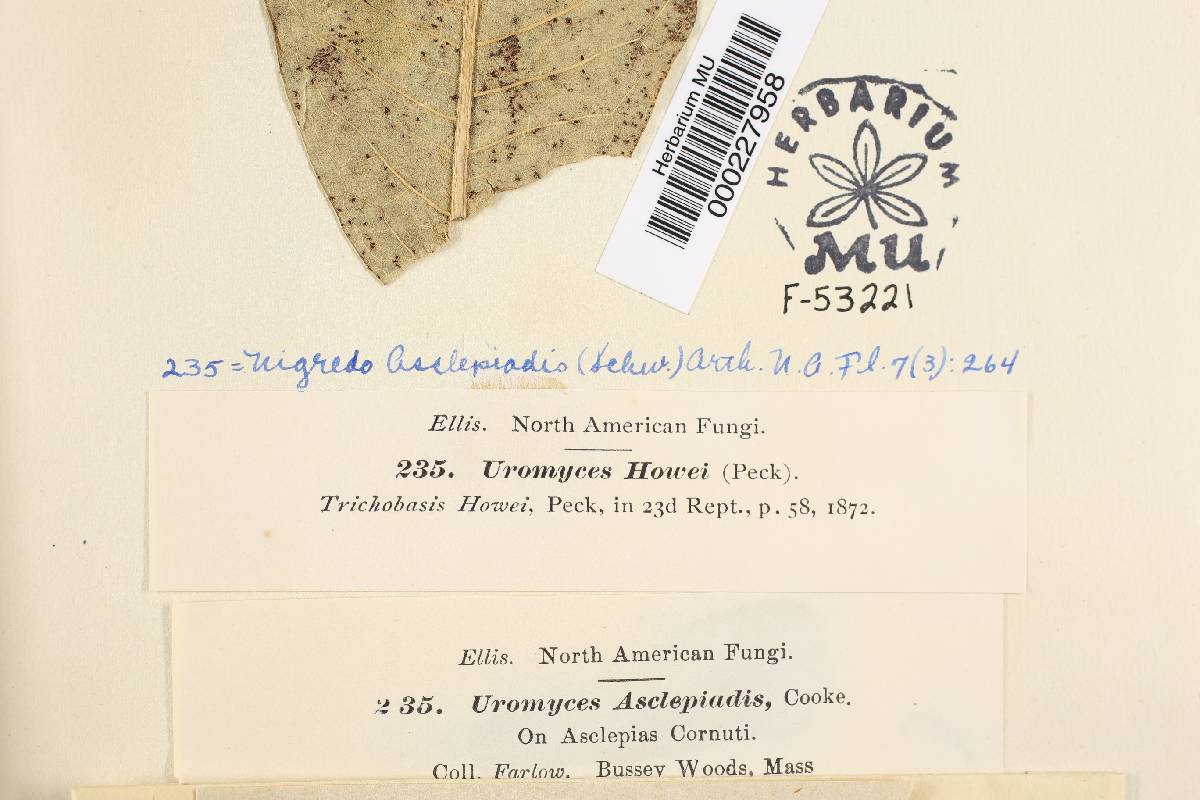 Herbarium MU
000227958
HERBARIUM
MU
F-53221
235 = Nigredo Asclepiadis (Schw.) Arth. N. A. Fl. 7(3): 264
Ellis. North American Fungi.
235. Uromyces Howei (Peck).
Trichobasis Howei, Peck, in 23d Rept., p. 58, 1872.
Ellis. North American Fungi.
235. Uromyces Asclepiadis, Cooke.
On Asclepias Cornuti.
Coll. Farlow. Bussey Woods, Mass